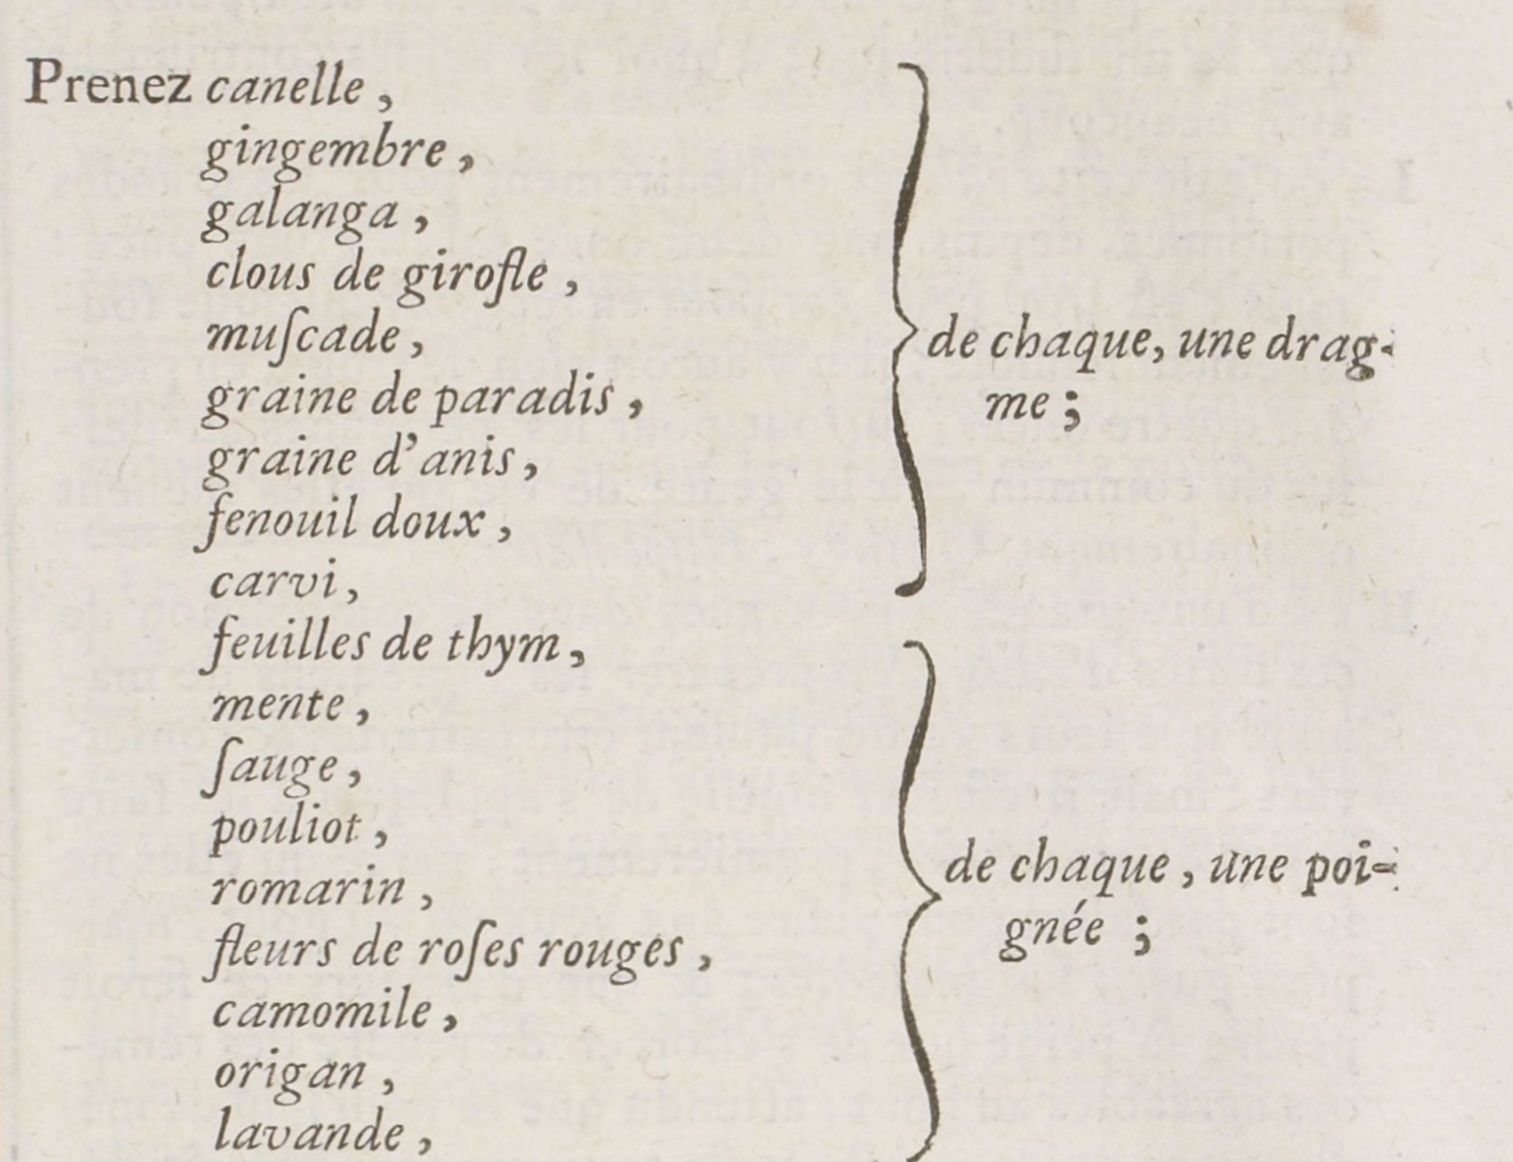 Prenez canelle,
gingembre,
galanga,
clous de girofle,
muſcade,
graine de paradis,
graine d'anis,
fenouil doux,
carvi,
de chaque, une drag-
me;
feuilles de thym,
mente,
ſauge,
pouliot,
romarin,
fleurs de roſes rouges,
camomile,
origan,
lavande,
de chaque, une poi-
gnée;